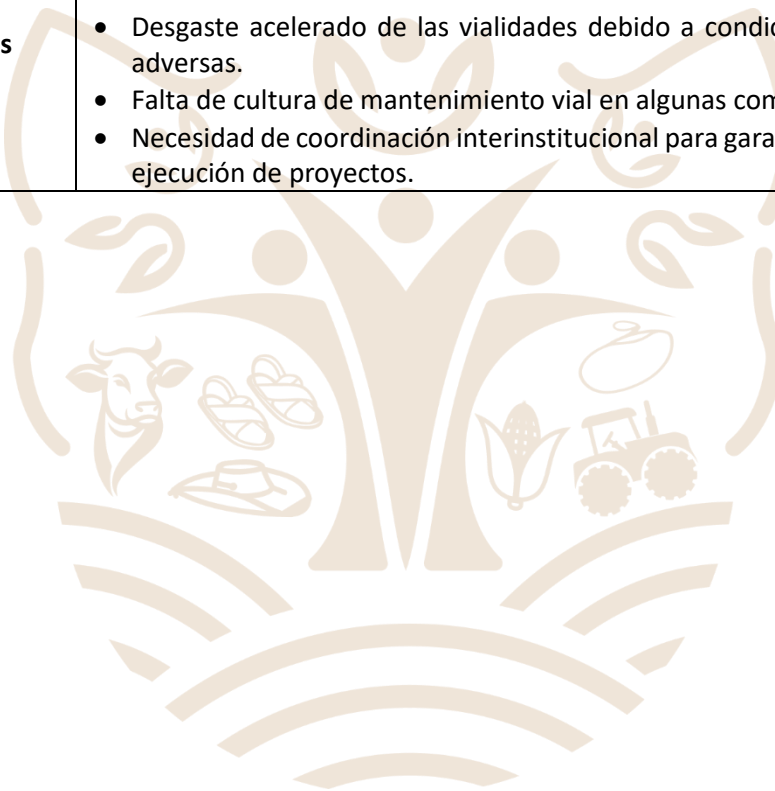 s
• Desgaste acelerado de las vialidades debido a condic
adversas.
• Falta de cultura de mantenimiento vial en algunas com
• Necesidad de coordinación interinstitucional para gara
ejecución de proyectos.